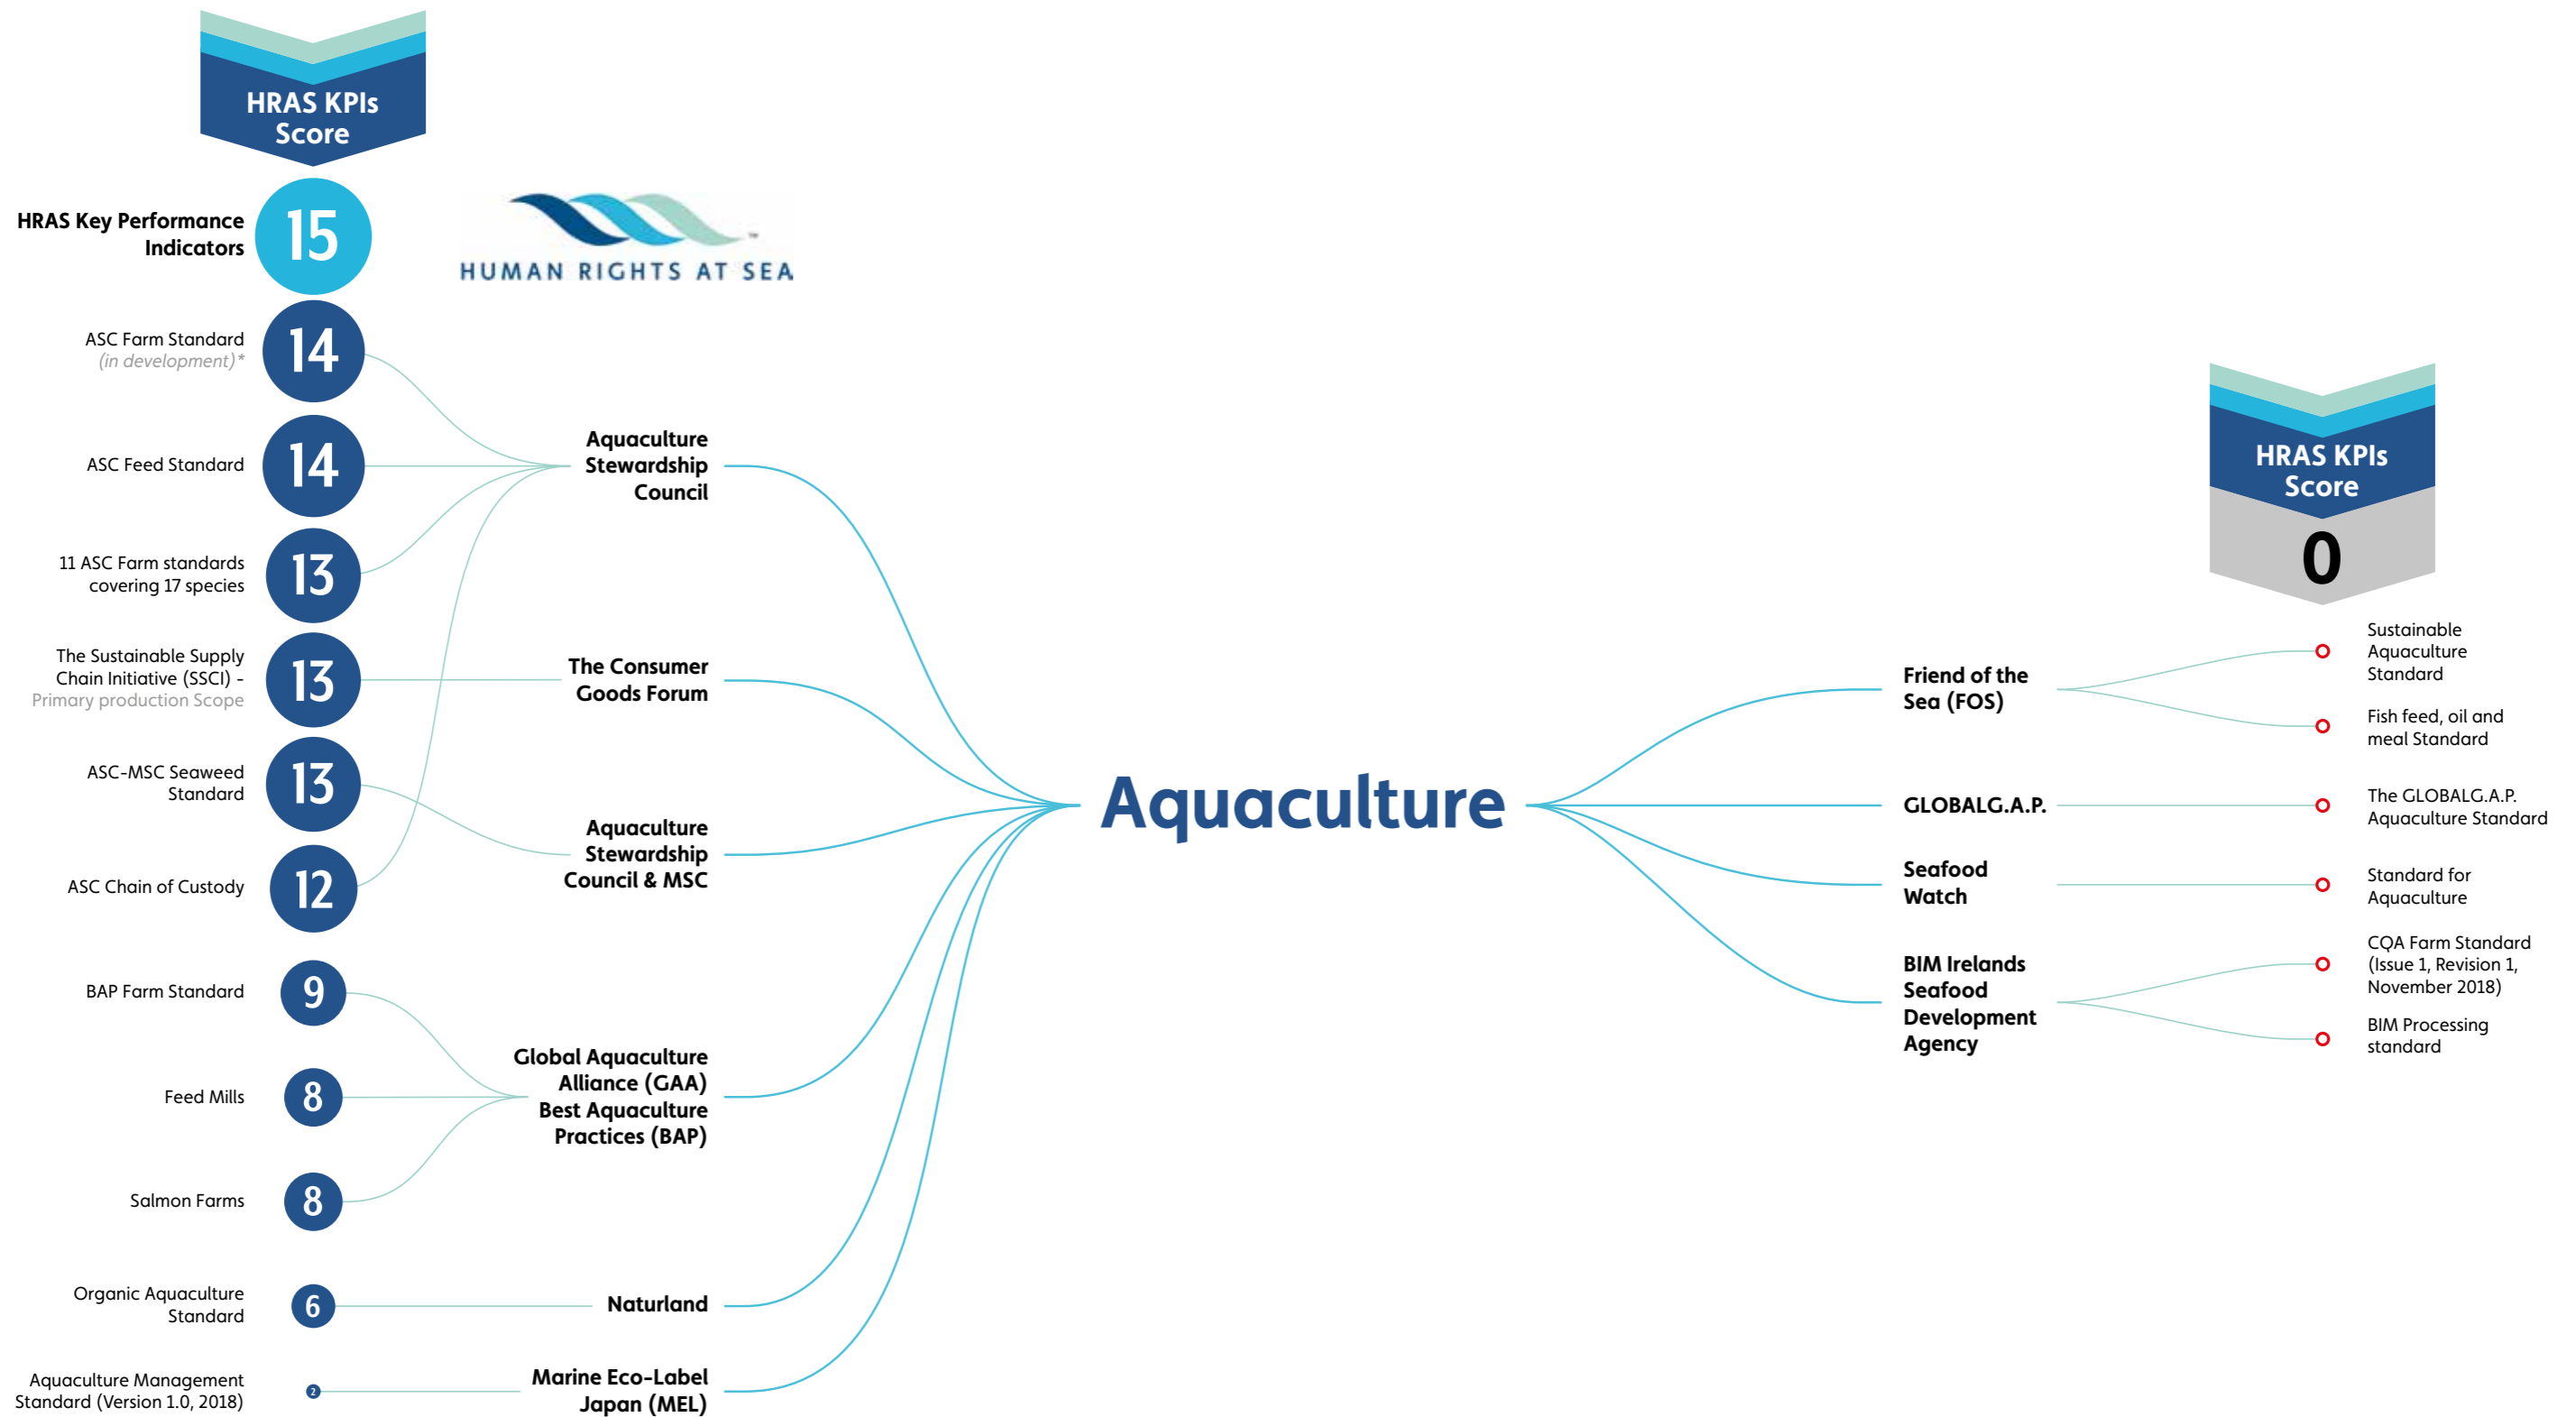 HRAS KPIs
Score
HRAS Key Performance
Indicators
15
HUMAN RIGHTS AT SEA
™
ASC Farm Standard
(in development)*
14
ASC Feed Standard
14
11 ASC Farm standards
covering 17 species
13
Aquaculture
Stewardship
Council
The Sustainable Supply
Chain Initiative (SSCI) -
Primary production Scope
13
The Consumer
Goods Forum
ASC-MSC Seaweed
Standard
13
Aquaculture
Stewardship
Council & MSC
ASC Chain of Custody
12
BAP Farm Standard
9
Feed Mills
8
Salmon Farms
8
Global Aquaculture
Alliance (GAA)
Best Aquaculture
Practices (BAP)
Organic Aquaculture
Standard
6
Naturland
Aquaculture Management
Standard (Version 1.0, 2018)
2
Marine Eco-Label
Japan (MEL)
Aquaculture
HRAS KPIs
Score
0
Friend of the
Sea (FOS)
Sustainable
Aquaculture
Standard
Fish feed, oil and
meal Standard
GLOBALG.A.P.
The GLOBALG.A.P.
Aquaculture Standard
Seafood
Watch
Standard for
Aquaculture
BIM Irelands
Seafood
Development
Agency
CQA Farm Standard
(Issue 1, Revision 1,
November 2018)
BIM Processing
standard